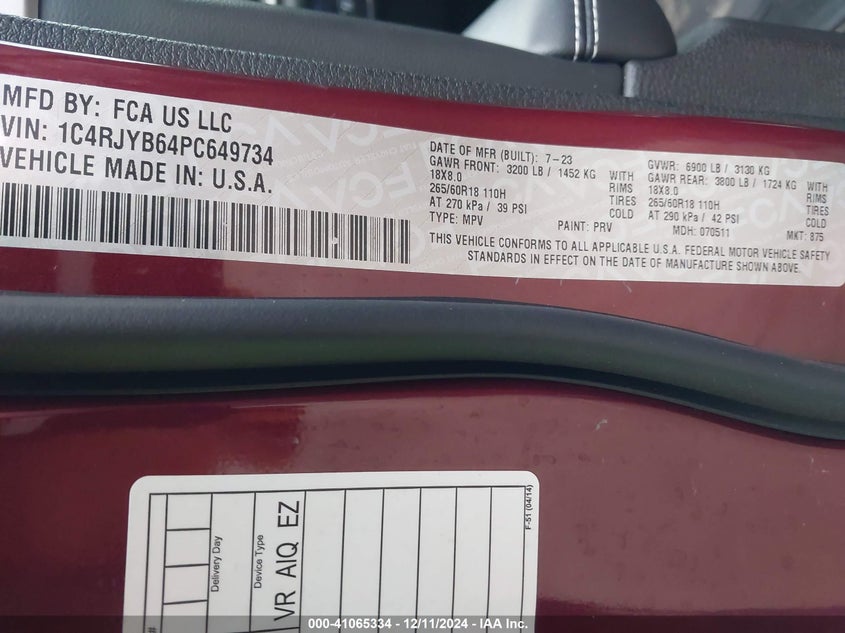 MFD BY: FCA US LLC
VIN: 1C4RJYB64PC649734
VEHICLE MADE IN: U.S.A.
DATE OF MFR (BUILT): 7-23
GAWR FRONT: 3200 LB / 1452 KG WITH
18X8.0 RIMS
265/60R18 110H TIRES
AT 270 kPa / 39 PSI COLD
TYPE: MPV
PAINT: PRV
GVWR: 6900 LB / 3130 KG
GAWR REAR: 3800 LB / 1724 KG WITH
18X8.0 RIMS
265/60R18 110H TIRES
AT 290 kPa / 42 PSI COLD
MDH: 070511 MKT: 875
THIS VEHICLE CONFORMS TO ALL APPLICABLE U.S.A. FEDERAL MOTOR VEHICLE SAFETY
STANDARDS IN EFFECT ON THE DATE OF MANUFACTURE SHOWN ABOVE.
#
Delivery Day
Device Type
VR AIQ EZ
F-51 (04/14)
000-41065334 - 12/11/2024 - IAA Inc.